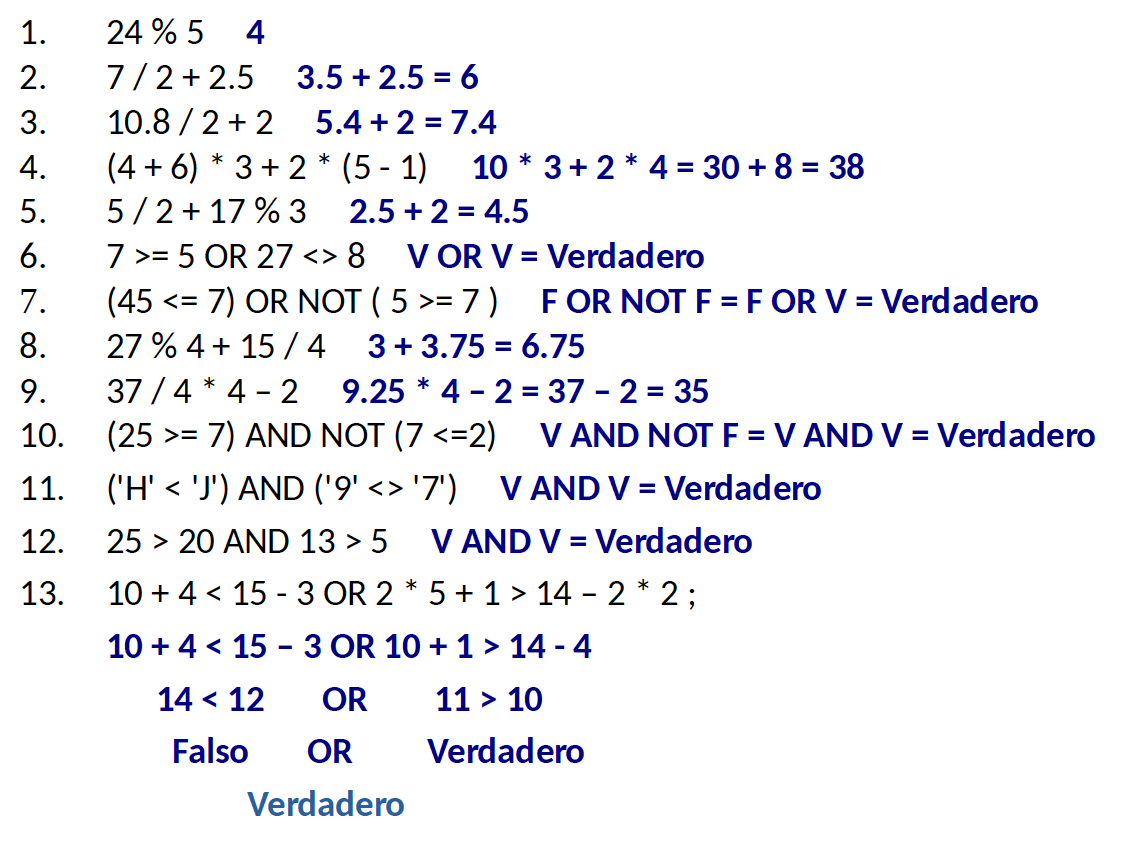 1. 24 % 5 4
2. 7 / 2 + 2.5 3.5 + 2.5 = 6
3. 10.8 / 2 + 2 5.4 + 2 = 7.4
4. (4 + 6) * 3 + 2 * (5 - 1) 10 * 3 + 2 * 4 = 30 + 8 = 38
5. 5 / 2 + 17 % 3 2.5 + 2 = 4.5
6. 7 >= 5 OR 27 <> 8 V OR V = Verdadero
7. (45 <= 7) OR NOT ( 5 >= 7 ) F OR NOT F = F OR V = Verdadero
8. 27 % 4 + 15 / 4 3 + 3.75 = 6.75
9. 37 / 4 * 4 – 2 9.25 * 4 – 2 = 37 – 2 = 35
10. (25 >= 7) AND NOT (7 <=2) V AND NOT F = V AND V = Verdadero
11. ('H' < 'J') AND ('9' <> '7') V AND V = Verdadero
12. 25 > 20 AND 13 > 5 V AND V = Verdadero
13. 10 + 4 < 15 - 3 OR 2 * 5 + 1 > 14 – 2 * 2 ;
10 + 4 < 15 – 3 OR 10 + 1 > 14 - 4
14 < 12 OR 11 > 10
Falso OR Verdadero
Verdadero